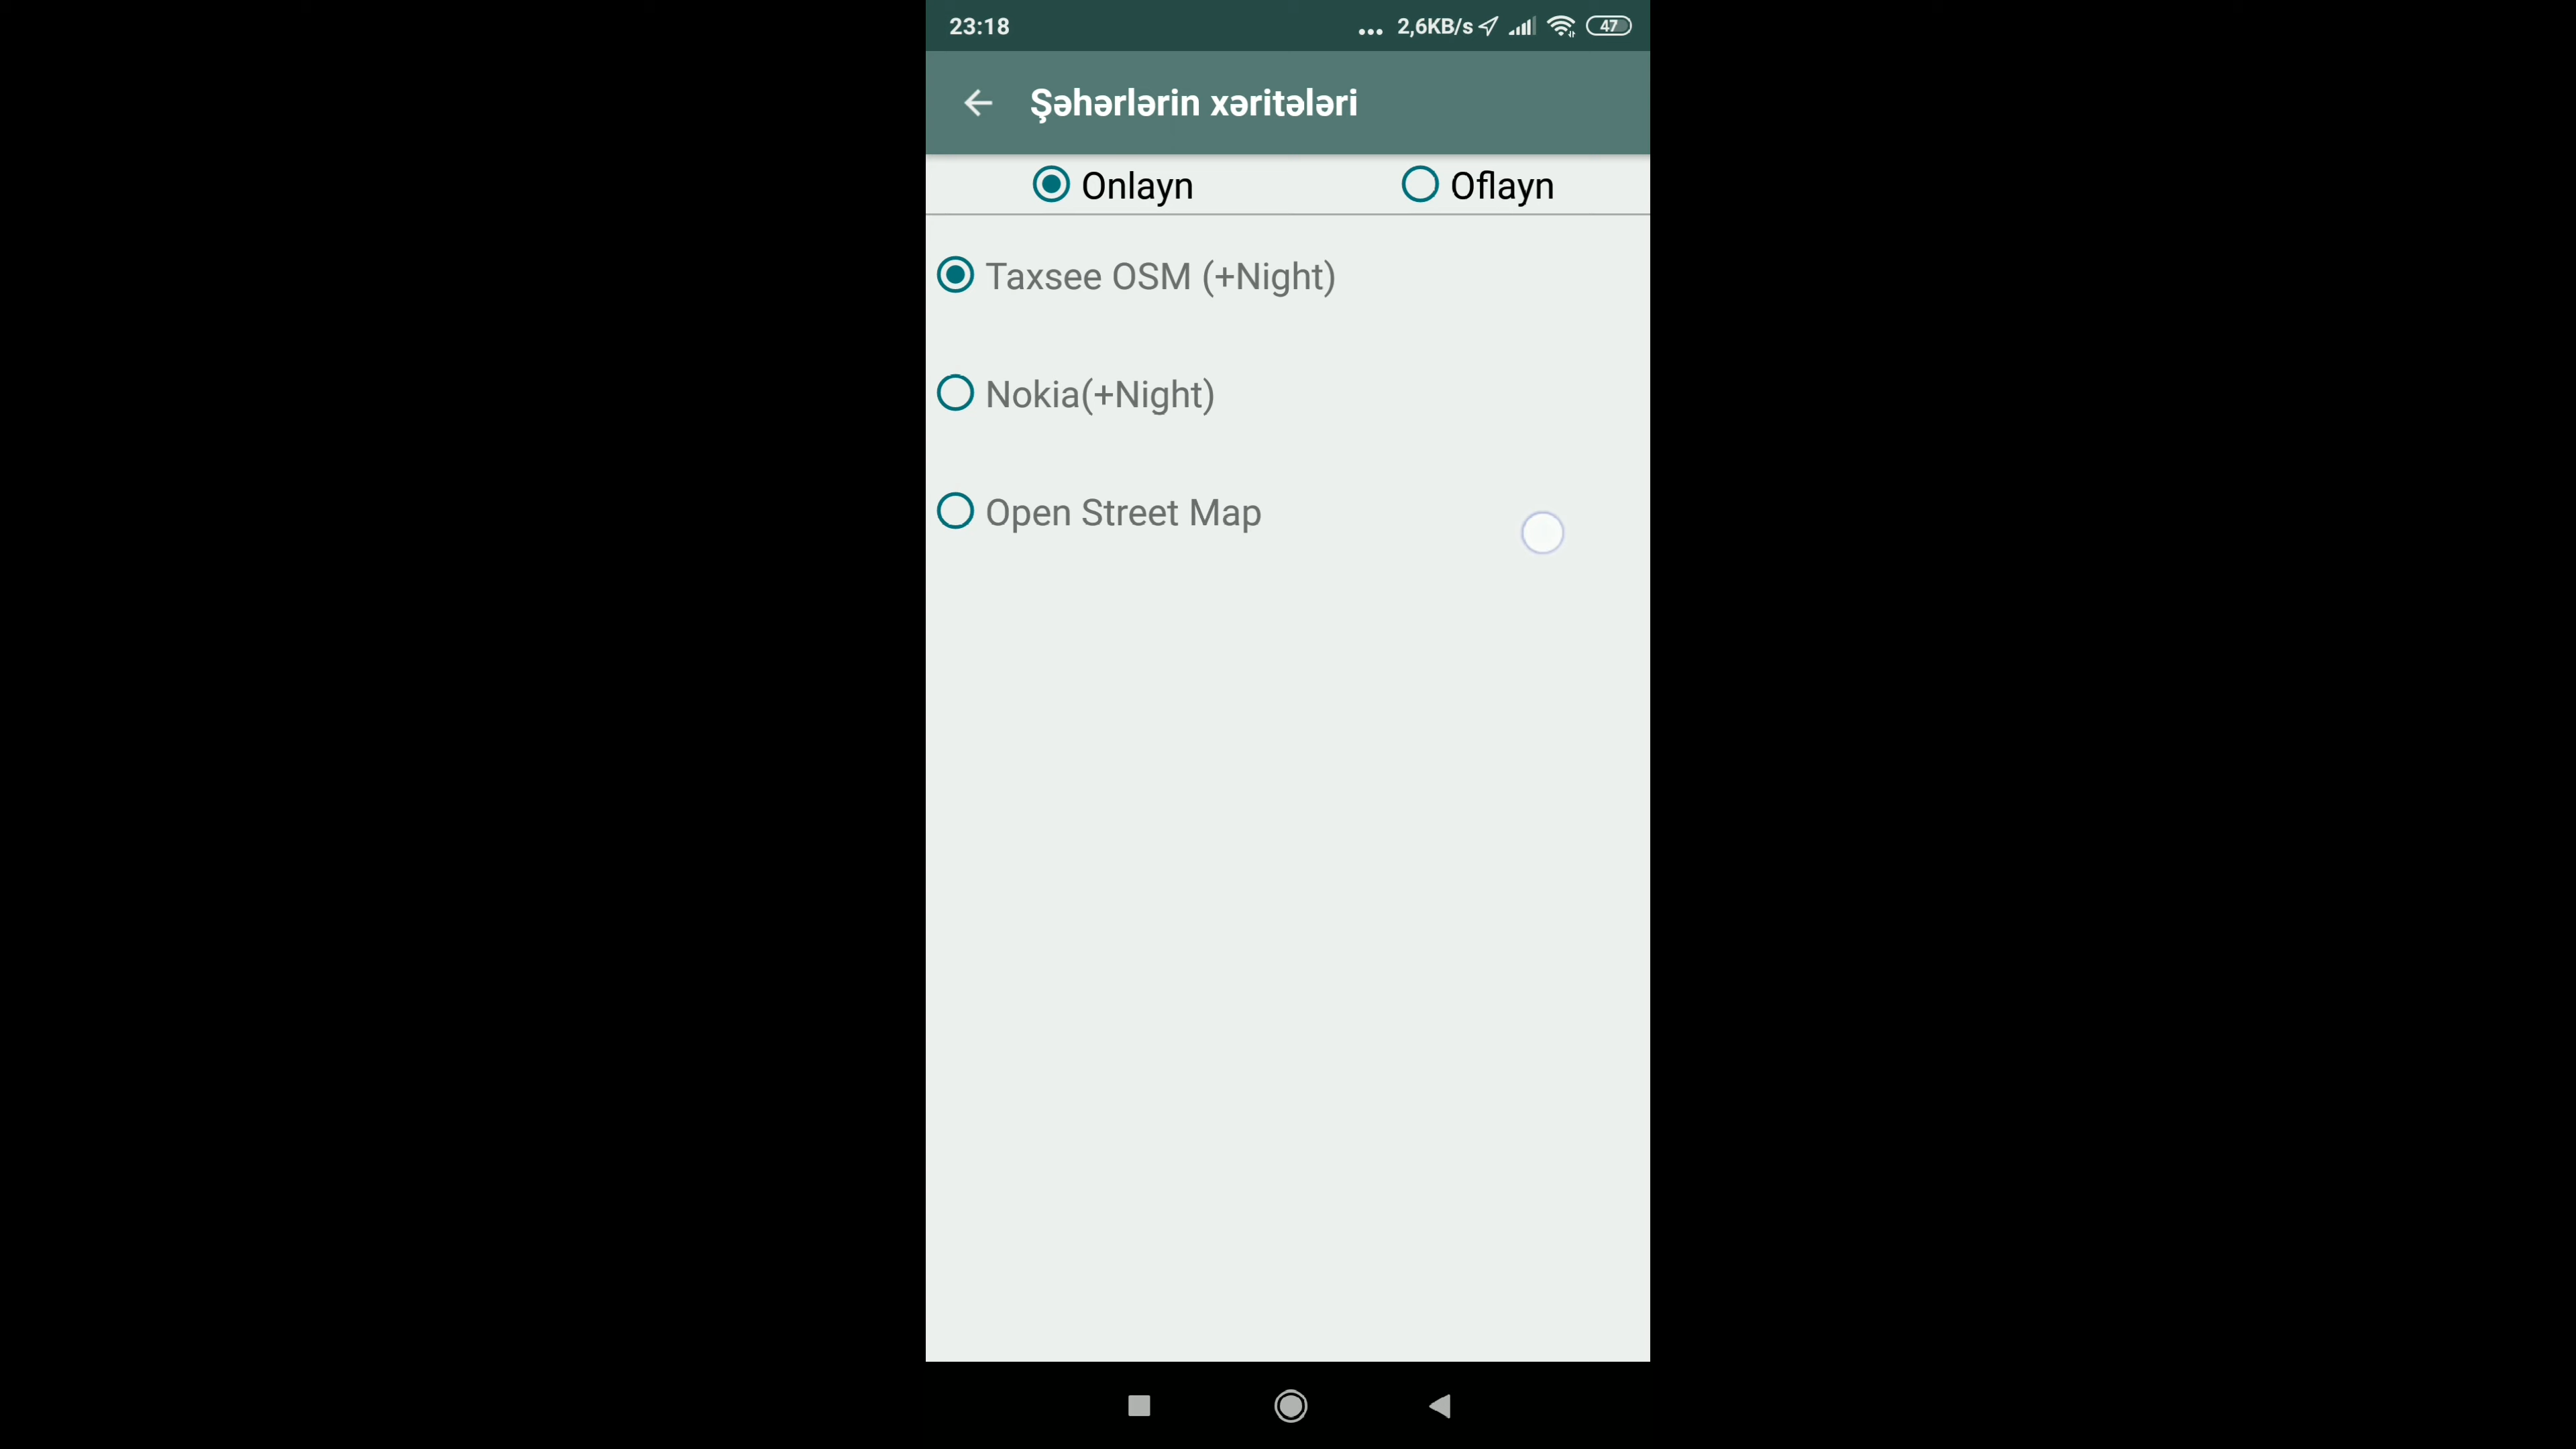 23:18 ... 2,6KB/s 47
Şəhərlərin xəritələri
Onlayn Oflayn
Taxsee OSM (+Night)
Nokia(+Night)
Open Street Map